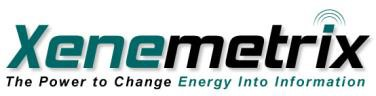 Xenemetrix
The Power to Change Energy Into Information